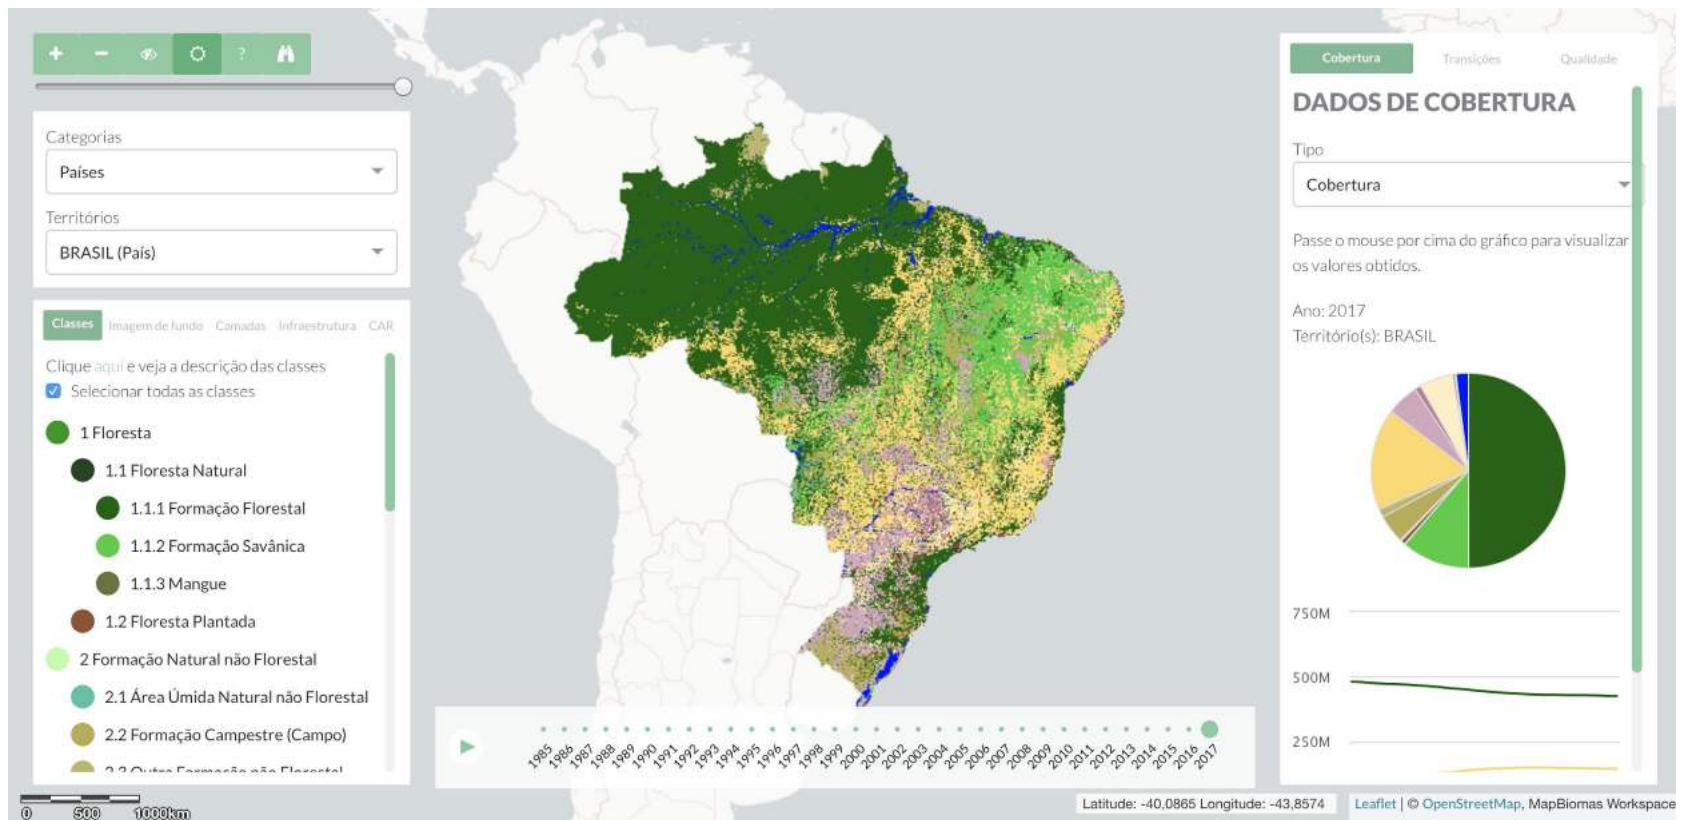 + − ?
Categorias
Países
Territórios
BRASIL (País)
Classes Imagem de fundo Camadas Infraestrutura CAR
Clique aqui e veja a descrição das classes
Selecionar todas as classes
1 Floresta
1.1 Floresta Natural
1.1.1 Formação Florestal
1.1.2 Formação Savânica
1.1.3 Mangue
1.2 Floresta Plantada
2 Formação Natural não Florestal
2.1 Área Úmida Natural não Florestal
2.2 Formação Campestre (Campo)
2.3 Outra Formação não Florestal
0 500 1000km
1985 1986 1987 1988 1989 1990 1991 1992 1993 1994 1995 1996 1997 1998 1999 2000 2001 2002 2003 2004 2005 2006 2007 2008 2009 2010 2011 2012 2013 2014 2015 2016 2017
Cobertura Transições Qualidade
DADOS DE COBERTURA
Tipo
Cobertura
Passe o mouse por cima do gráfico para visualizar
os valores obtidos.
Ano: 2017
Território(s): BRASIL
750M
500M
250M
Latitude: -40,0865 Longitude: -43,8574
Leaflet | © OpenStreetMap, MapBiomas Workspace